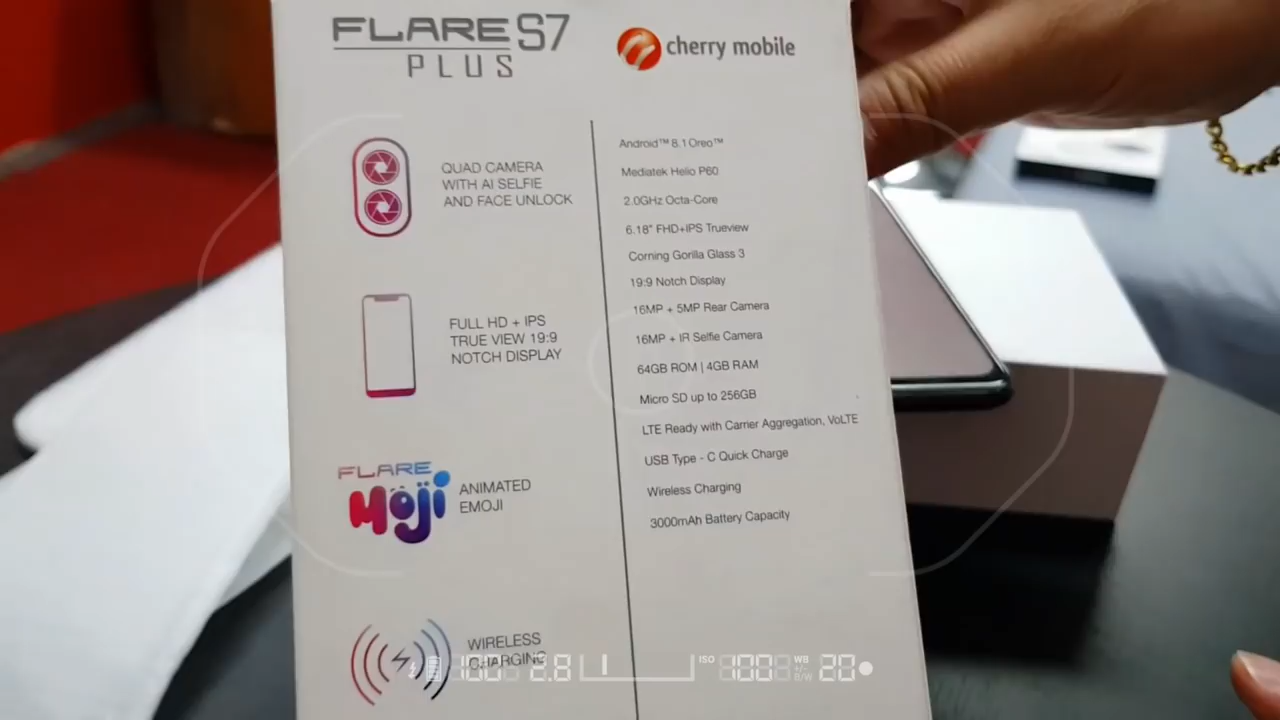 FLARE S7
PLUS
cherry mobile
QUAD CAMERA
WITH AI SELFIE
AND FACE UNLOCK
FULL HD + IPS
TRUE VIEW 19:9
NOTCH DISPLAY
FLARE
Moji
ANIMATED
EMOJI
WIRELESS
CHARGING
Android™ 8.1 Oreo™
Mediatek Helio P60
2.0GHz Octa-Core
6.18" FHD+IPS Trueview
Corning Gorilla Glass 3
19:9 Notch Display
16MP + 5MP Rear Camera
16MP + IR Selfie Camera
64GB ROM | 4GB RAM
Micro SD up to 256GB
LTE Ready with Carrier Aggregation, VoLTE
USB Type - C Quick Charge
Wireless Charging
3000mAh Battery Capacity
ISO
WB
B/W